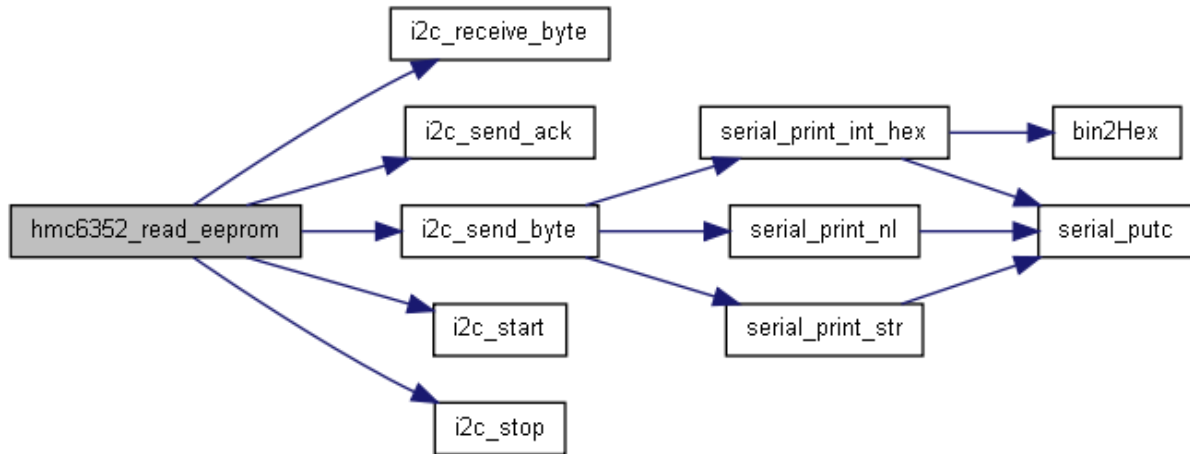 i2c_receive_byte
i2c_send_ack
serial_print_int_hex
bin2Hex
hmc6352_read_eeprom
i2c_send_byte
serial_print_nl
serial_putc
i2c_start
serial_print_str
i2c_stop